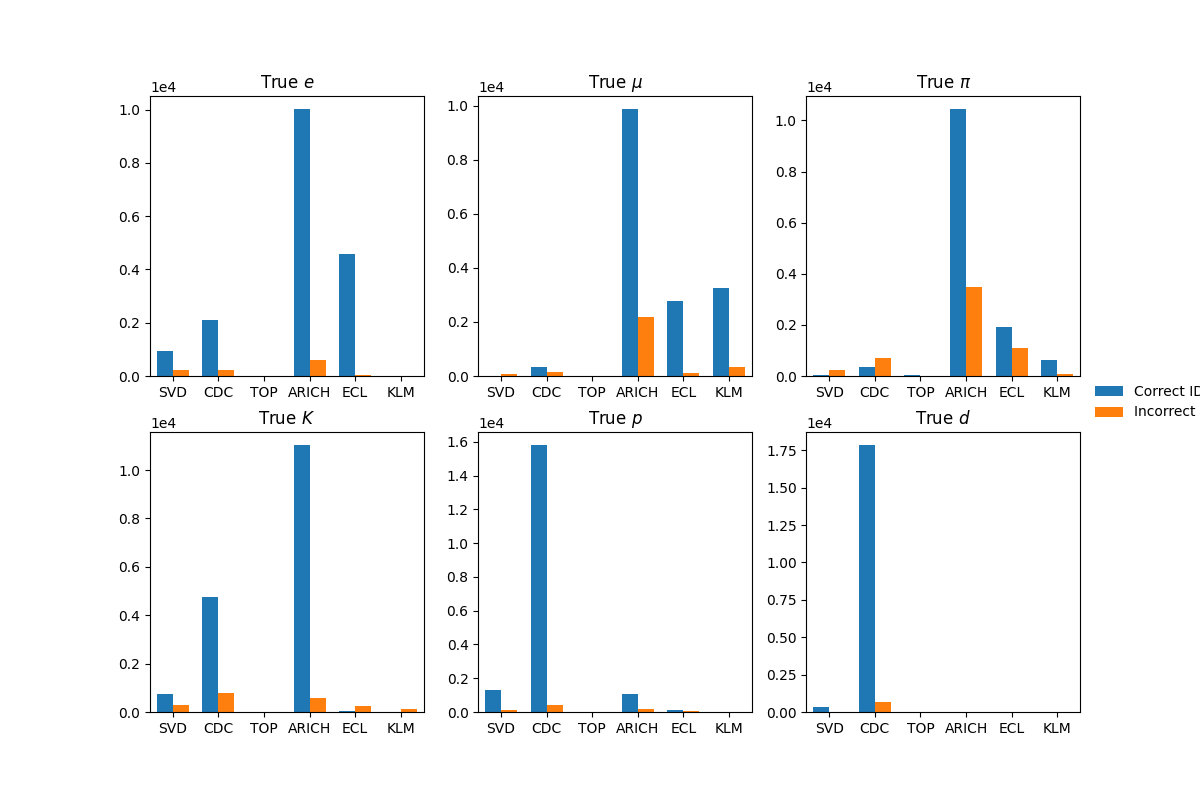 True e
1e4
1.0
0.8
0.6
0.4
0.2
0.0
SVD CDC TOP ARICH ECL KLM
True μ
1e4
1.0
0.8
0.6
0.4
0.2
0.0
SVD CDC TOP ARICH ECL KLM
True π
1e4
1.0
0.8
0.6
0.4
0.2
0.0
SVD CDC TOP ARICH ECL KLM
Correct ID
Incorrect
True K
1e4
1.0
0.8
0.6
0.4
0.2
0.0
SVD CDC TOP ARICH ECL KLM
True p
1e4
1.6
1.4
1.2
1.0
0.8
0.6
0.4
0.2
0.0
SVD CDC TOP ARICH ECL KLM
True d
1e4
1.75
1.50
1.25
1.00
0.75
0.50
0.25
0.00
SVD CDC TOP ARICH ECL KLM